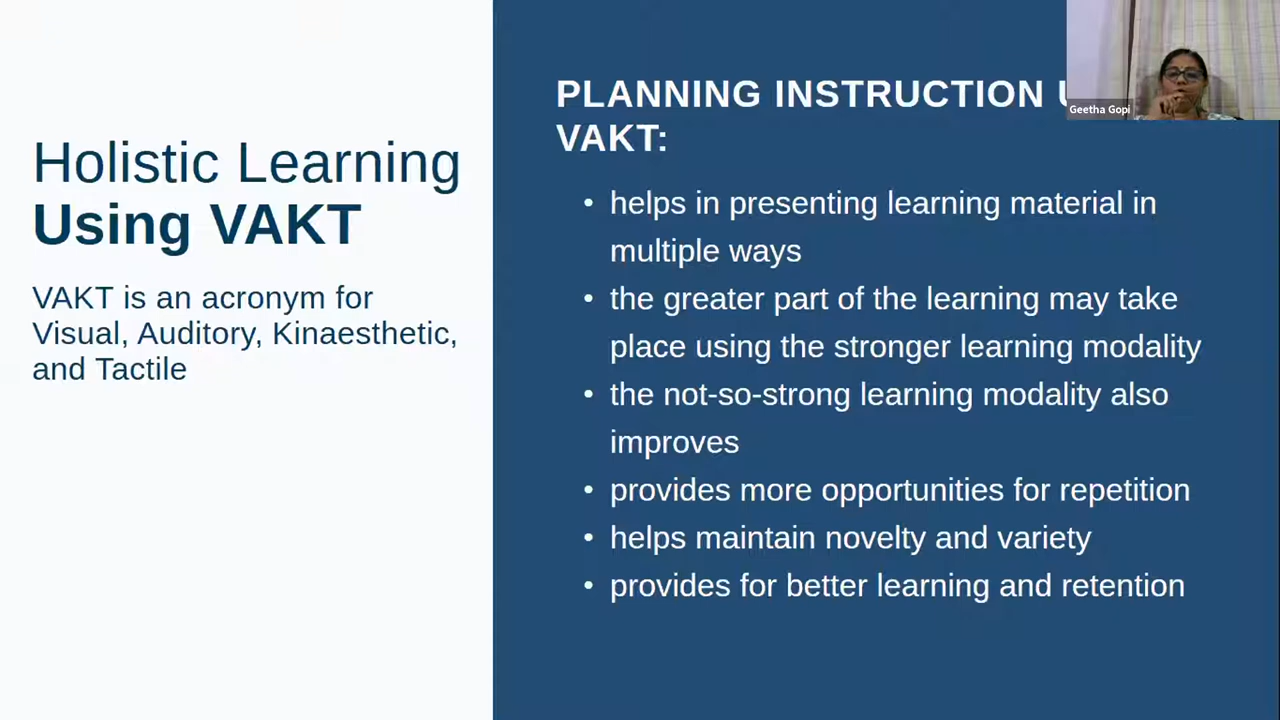 Holistic Learning
Using VAKT
VAKT is an acronym for
Visual, Auditory, Kinaesthetic,
and Tactile
PLANNING INSTRUCTION
VAKT:
• helps in presenting learning material in
multiple ways
• the greater part of the learning may take
place using the stronger learning modality
• the not-so-strong learning modality also
improves
• provides more opportunities for repetition
• helps maintain novelty and variety
• provides for better learning and retention
Geetha Gopi